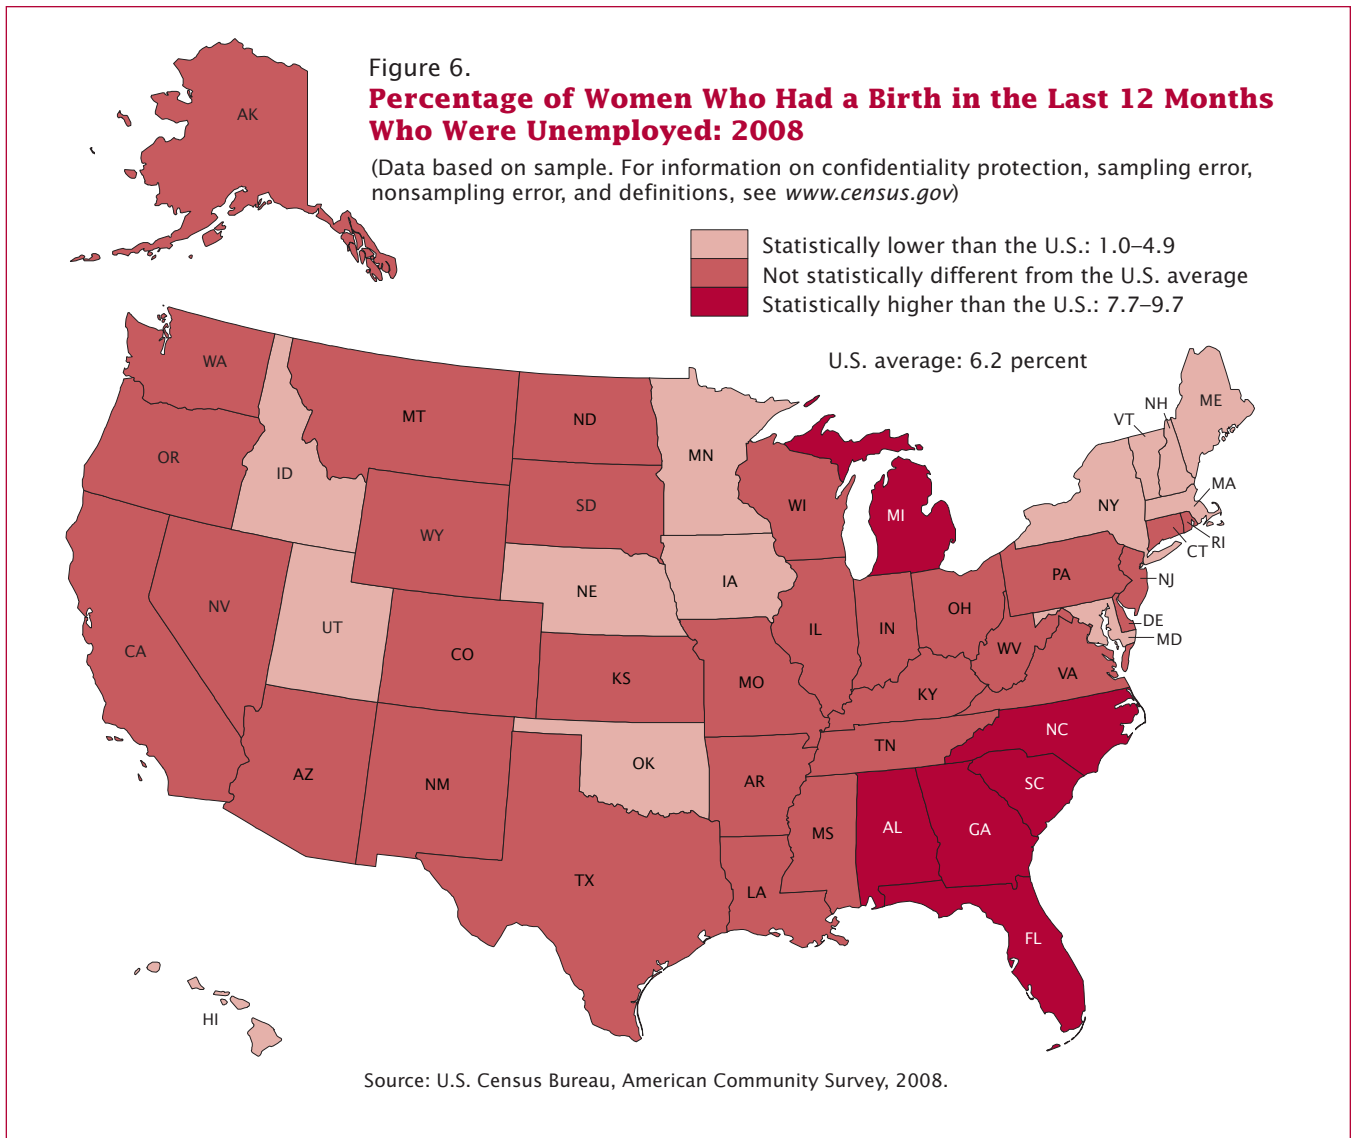 Figure 6.
Percentage of Women Who Had a Birth in the Last 12 Months
Who Were Unemployed: 2008
(Data based on sample. For information on confidentiality protection, sampling error,
nonsampling error, and definitions, see www.census.gov)
Statistically lower than the U.S.: 1.0–4.9
Not statistically different from the U.S. average
Statistically higher than the U.S.: 7.7–9.7
U.S. average: 6.2 percent
AK
WA
MT
ND
MN
OR
ID
SD
WI
MI
WY
NY
VT
NH
ME
MA
RI
CT
NV
UT
NE
IA
PA
NJ
CA
CO
KS
MO
IL
IN
OH
WV
VA
DE
MD
KY
AZ
NM
OK
AR
TN
NC
SC
TX
LA
MS
AL
GA
FL
HI
Source: U.S. Census Bureau, American Community Survey, 2008.